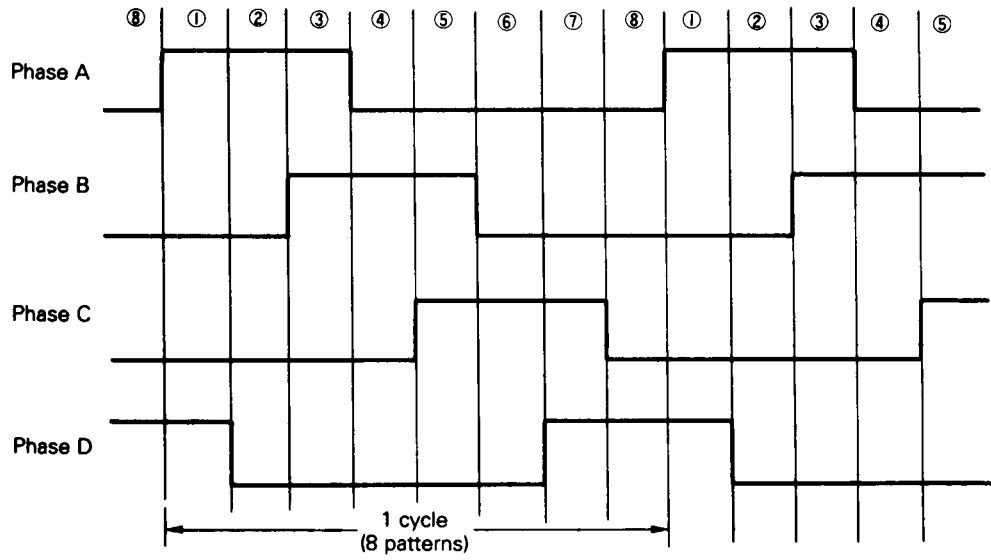 ⑧ ① ② ③ ④ ⑤ ⑥ ⑦ ⑧ ① ② ③ ④ ⑤
Phase A
Phase B
Phase C
Phase D
1 cycle
(8 patterns)